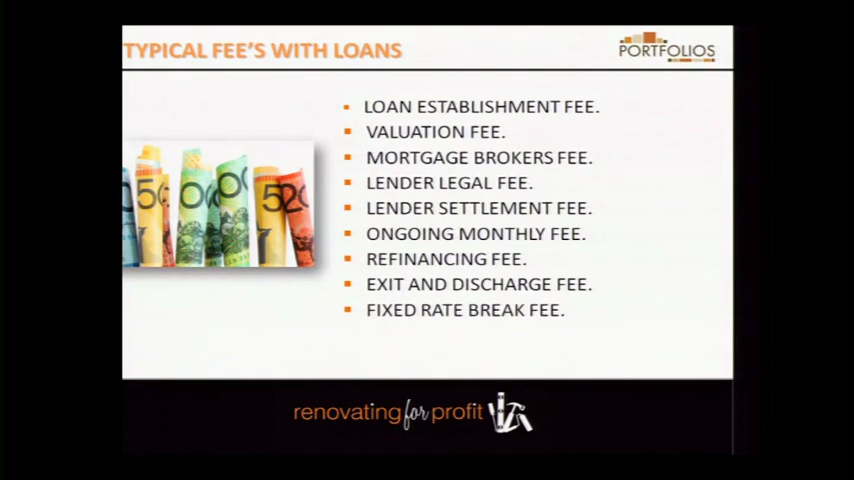 TYPICAL FEE'S WITH LOANS
PORTFOLIOS
▪ LOAN ESTABLISHMENT FEE.
▪ VALUATION FEE.
▪ MORTGAGE BROKERS FEE.
▪ LENDER LEGAL FEE.
▪ LENDER SETTLEMENT FEE.
▪ ONGOING MONTHLY FEE.
▪ REFINANCING FEE.
▪ EXIT AND DISCHARGE FEE.
▪ FIXED RATE BREAK FEE.
renovating for profit